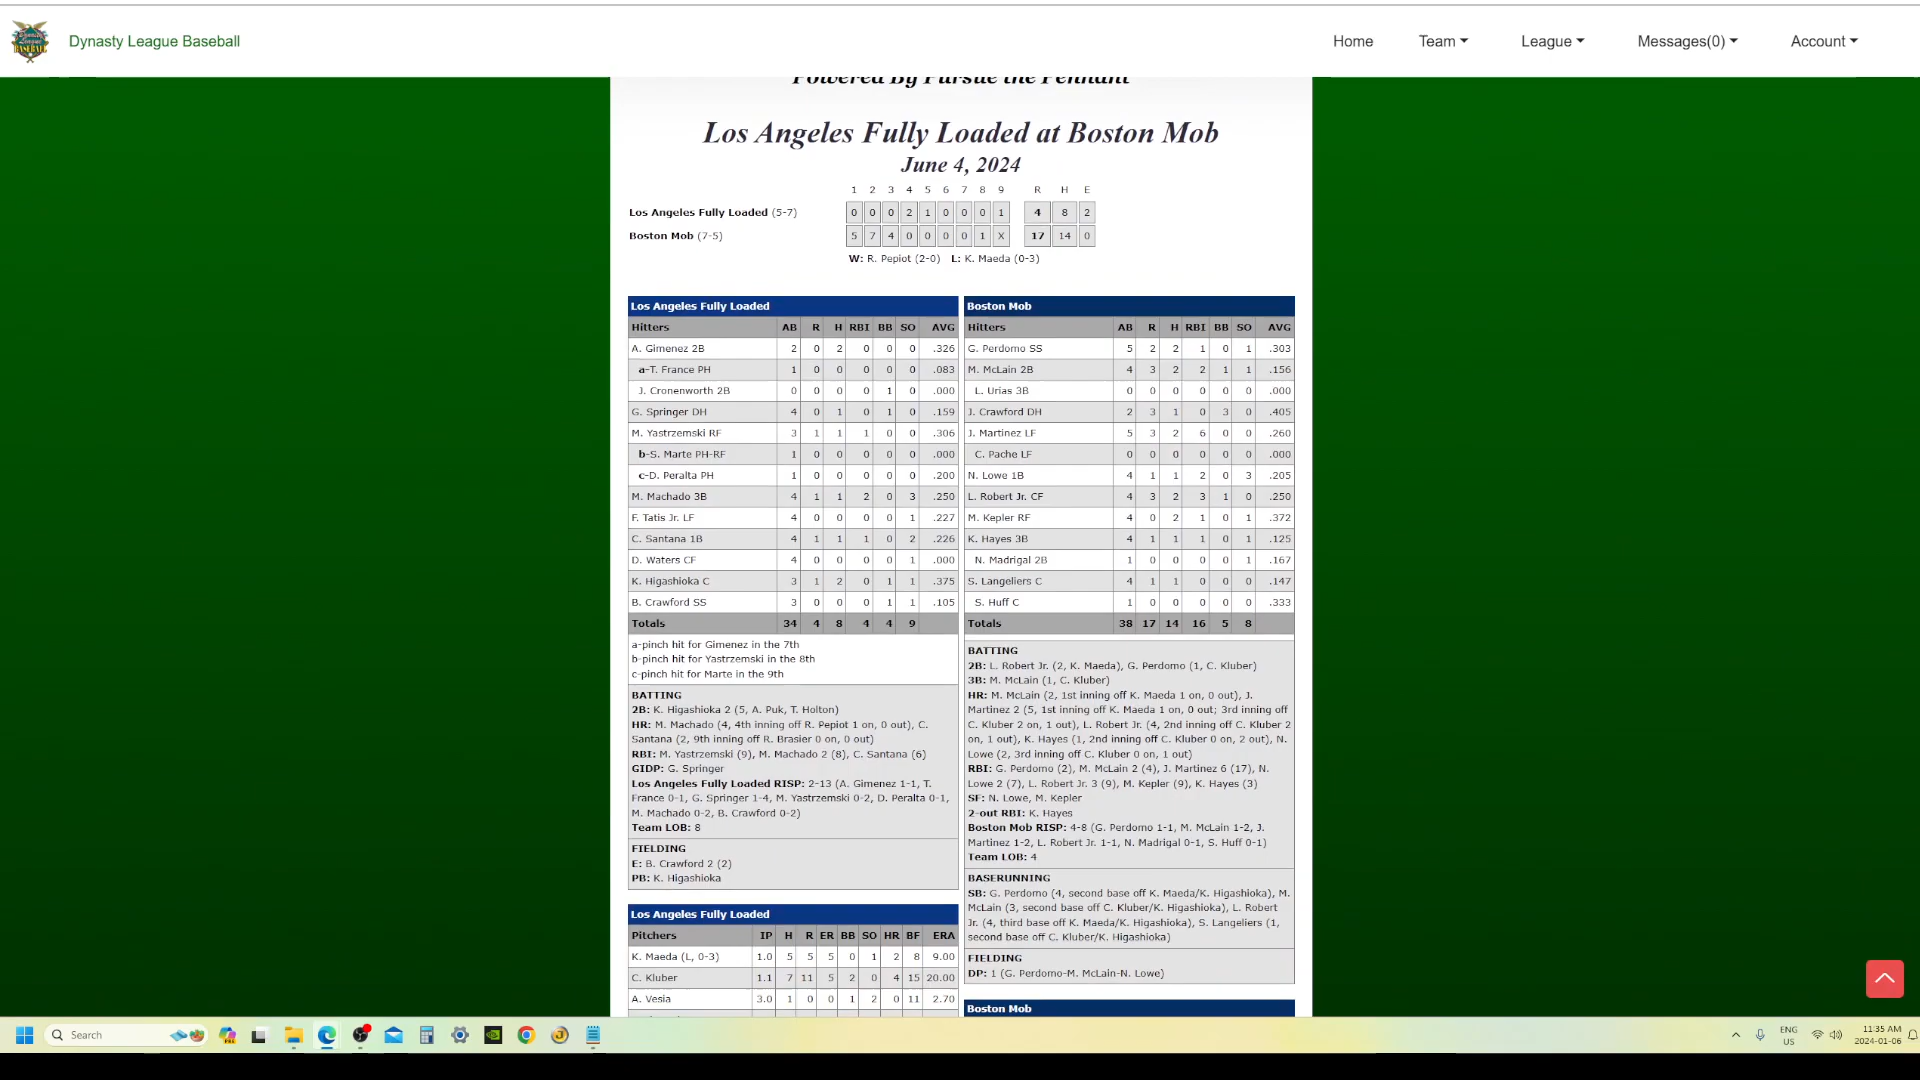 Dynasty League Baseball
Home Team League Messages(0) Account
Powered By Pursue the Pennant
Los Angeles Fully Loaded at Boston Mob
June 4, 2024
1 2 3 4 5 6 7 8 9 R H E
Los Angeles Fully Loaded (5-7) 0 0 0 2 1 0 0 0 1 4 8 2
Boston Mob (7-5) 5 7 4 0 0 0 0 1 X 17 14 0
W: R. Pepiot (2-0) L: K. Maeda (0-3)
Los Angeles Fully Loaded
Hitters AB R H RBI BB SO AVG
A. Gimenez 2B 2 0 2 0 0 0 .326
a-T. France PH 1 0 0 0 0 0 .083
J. Cronenworth 2B 0 0 0 0 1 0 .000
G. Springer DH 4 0 1 0 1 0 .159
M. Yastrzemski RF 3 1 1 1 0 0 .306
b-S. Marte PH-RF 1 0 0 0 0 0 .000
c-D. Peralta PH 1 0 0 0 0 0 .200
M. Machado 3B 4 1 1 2 0 3 .250
F. Tatis Jr. LF 4 0 0 0 0 1 .227
C. Santana 1B 4 1 1 1 0 2 .226
D. Waters CF 4 0 0 0 0 1 .000
K. Higashioka C 3 1 2 0 1 1 .375
B. Crawford SS 3 0 0 0 1 1 .105
Totals 34 4 8 4 4 9
a-pinch hit for Gimenez in the 7th
b-pinch hit for Yastrzemski in the 8th
c-pinch hit for Marte in the 9th
BATTING
2B: K. Higashioka 2 (5, A. Puk, T. Holton)
HR: M. Machado (4, 4th inning off R. Pepiot 1 on, 0 out), C.
Santana (2, 9th inning off R. Brasier 0 on, 0 out)
RBI: M. Yastrzemski (9), M. Machado 2 (8), C. Santana (6)
GIDP: G. Springer
Los Angeles Fully Loaded RISP: 2-13 (A. Gimenez 1-1, T.
France 0-1, G. Springer 1-4, M. Yastrzemski 0-2, D. Peralta 0-1,
M. Machado 0-2, B. Crawford 0-2)
Team LOB: 8
FIELDING
E: B. Crawford 2 (2)
PB: K. Higashioka
Los Angeles Fully Loaded
Pitchers IP H R ER BB SO HR BF ERA
K. Maeda (L, 0-3) 1.0 5 5 5 0 1 2 8 9.00
C. Kluber 1.1 7 11 5 2 0 4 15 20.00
A. Vesia 3.0 1 0 0 1 2 0 11 2.70
Boston Mob
Hitters AB R H RBI BB SO AVG
G. Perdomo SS 5 2 2 1 0 1 .303
M. McLain 2B 4 3 2 2 1 1 .156
L. Urias 3B 0 0 0 0 0 0 .000
J. Crawford DH 2 3 1 0 3 0 .405
J. Martinez LF 5 3 2 6 0 0 .260
C. Pache LF 0 0 0 0 0 0 .000
N. Lowe 1B 4 1 1 2 0 3 .205
L. Robert Jr. CF 4 3 2 3 1 0 .250
M. Kepler RF 4 0 2 1 0 1 .372
K. Hayes 3B 4 1 1 1 0 1 .125
N. Madrigal 2B 1 0 0 0 0 1 .167
S. Langeliers C 4 1 1 0 0 0 .147
S. Huff C 1 0 0 0 0 0 .333
Totals 38 17 14 16 5 8
BATTING
2B: L. Robert Jr. (2, K. Maeda), G. Perdomo (1, C. Kluber)
3B: M. McLain (1, C. Kluber)
HR: M. McLain (2, 1st inning off K. Maeda 1 on, 0 out), J.
Martinez 2 (5, 1st inning off K. Maeda 1 on, 0 out; 3rd inning off
C. Kluber 2 on, 1 out), L. Robert Jr. (4, 2nd inning off C. Kluber 2
on, 1 out), K. Hayes (1, 2nd inning off C. Kluber 0 on, 2 out), N.
Lowe (2, 3rd inning off C. Kluber 0 on, 1 out)
RBI: G. Perdomo (2), M. McLain 2 (4), J. Martinez 6 (17), N.
Lowe 2 (7), L. Robert Jr. 3 (9), M. Kepler (9), K. Hayes (3)
SF: N. Lowe, M. Kepler
2-out RBI: K. Hayes
Boston Mob RISP: 4-8 (G. Perdomo 1-1, M. McLain 1-2, J.
Martinez 1-2, L. Robert Jr. 1-1, N. Madrigal 0-1, S. Huff 0-1)
Team LOB: 4
BASERUNNING
SB: G. Perdomo (4, second base off K. Maeda/K. Higashioka), M.
McLain (3, second base off C. Kluber/K. Higashioka), L. Robert
Jr. (4, third base off K. Maeda/K. Higashioka), S. Langeliers (1,
second base off C. Kluber/K. Higashioka)
FIELDING
DP: 1 (G. Perdomo-M. McLain-N. Lowe)
Boston Mob
Search
ENG
US
11:35 AM
2024-01-06